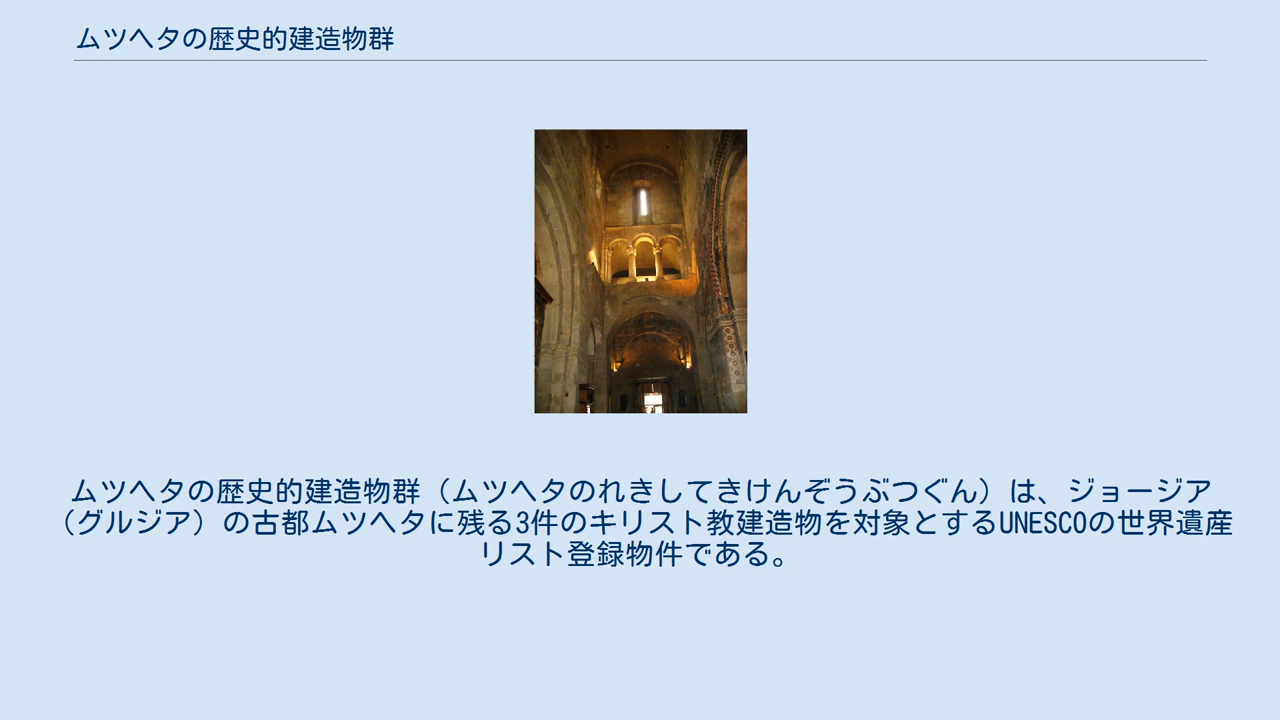 ムツヘタの歴史的建造物群
ムツヘタの歴史的建造物群（ムツヘタのれきしてきけんぞうぶつぐん）は、ジョージア
（グルジア）の古都ムツヘタに残る3件のキリスト教建造物を対象とするUNESCOの世界遺産
リスト登録物件である。